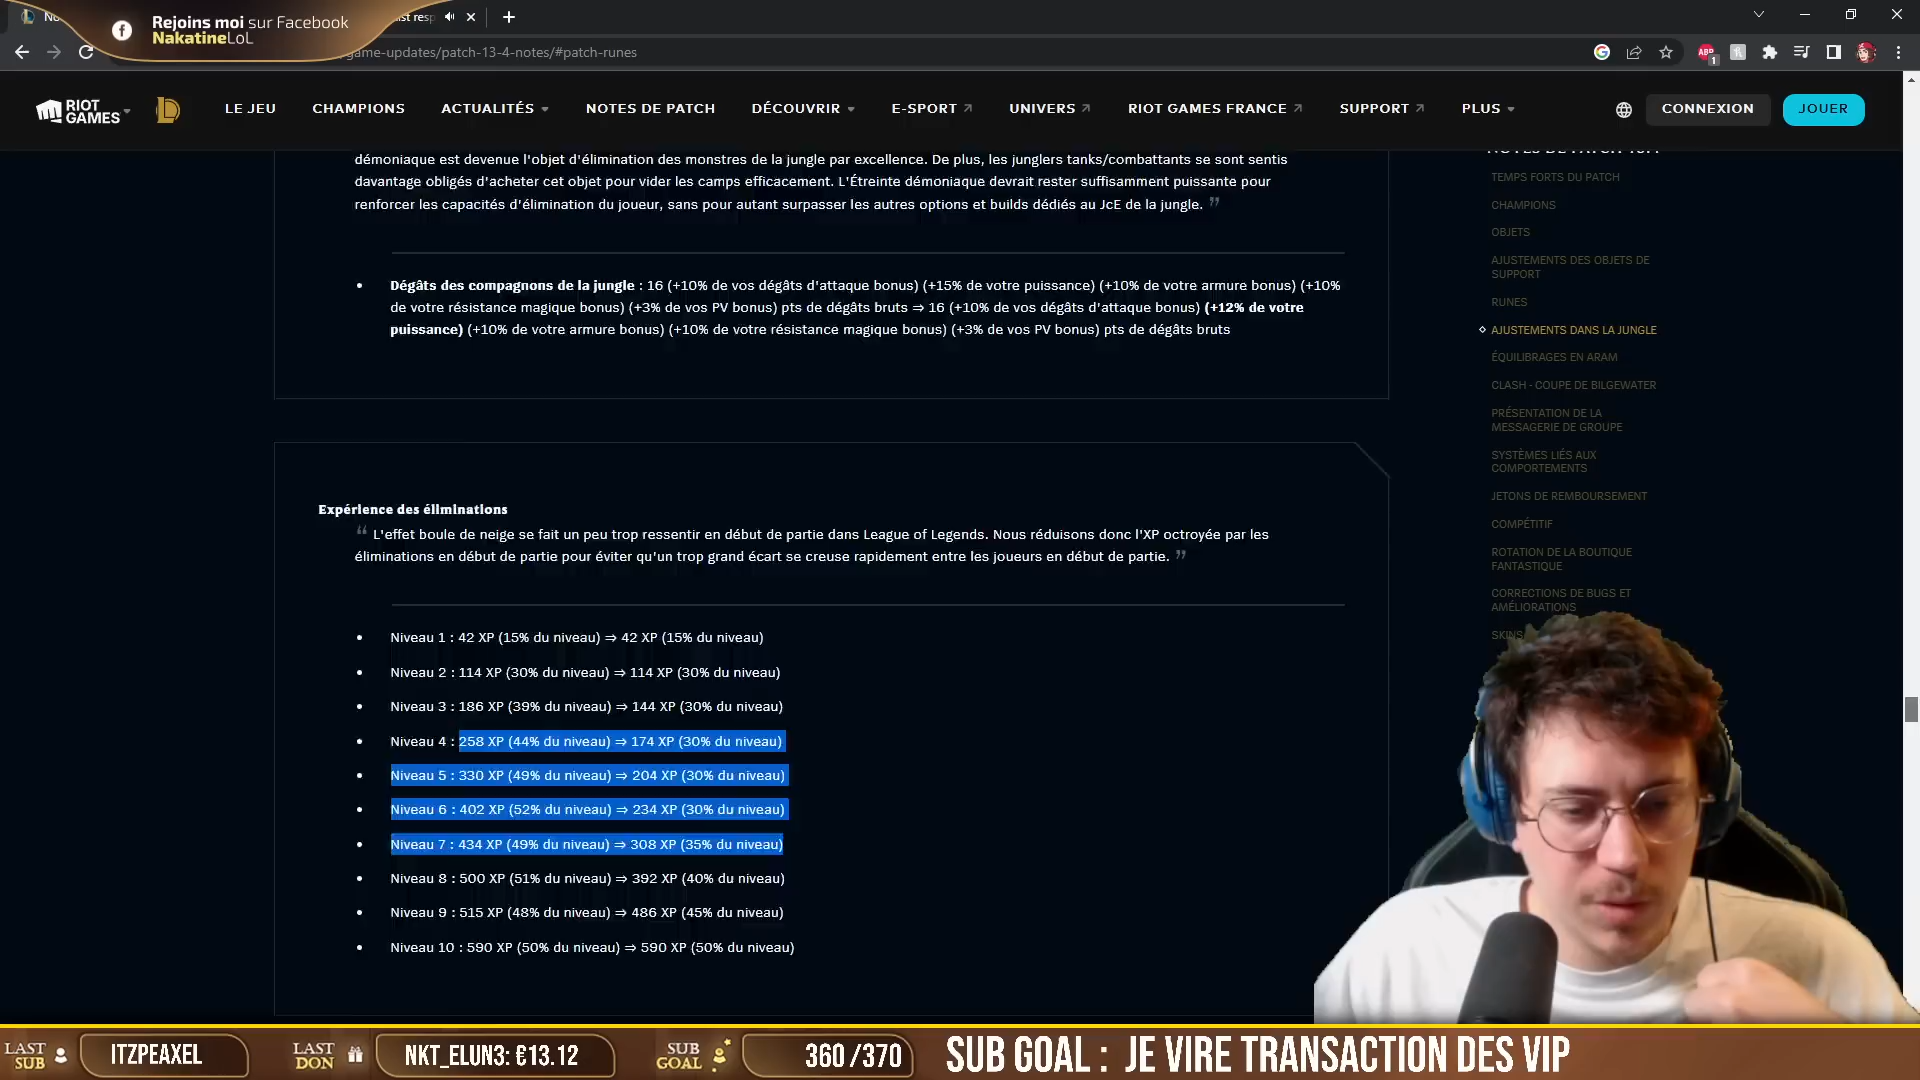 Rejoins moi sur Facebook
NakatineLoL
game-updates/patch-13-4-notes/#patch-runes
RIOT GAMES
LE JEU
CHAMPIONS
ACTUALITÉS
NOTES DE PATCH
DÉCOUVRIR
E-SPORT
UNIVERS
RIOT GAMES FRANCE
SUPPORT
PLUS
CONNEXION
JOUER
démoniaque est devenue l'objet d'élimination des monstres de la jungle par excellence. De plus, les junglers tanks/combattants se sont sentis
davantage obligés d'acheter cet objet pour vider les camps efficacement. L'Étreinte démoniaque devrait rester suffisamment puissante pour
renforcer les capacités d'élimination du joueur, sans pour autant surpasser les autres options et builds dédiés au JcE de la jungle. ”
• Dégâts des compagnons de la jungle : 16 (+10% de vos dégâts d'attaque bonus) (+15% de votre puissance) (+10% de votre armure bonus) (+10%
de votre résistance magique bonus) (+3% de vos PV bonus) pts de dégâts bruts ⇒ 16 (+10% de vos dégâts d'attaque bonus) (+12% de votre
puissance) (+10% de votre armure bonus) (+10% de votre résistance magique bonus) (+3% de vos PV bonus) pts de dégâts bruts
Expérience des éliminations
“ L'effet boule de neige se fait un peu trop ressentir en début de partie dans League of Legends. Nous réduisons donc l'XP octroyée par les
éliminations en début de partie pour éviter qu'un trop grand écart se creuse rapidement entre les joueurs en début de partie. ”
• Niveau 1 : 42 XP (15% du niveau) ⇒ 42 XP (15% du niveau)
• Niveau 2 : 114 XP (30% du niveau) ⇒ 114 XP (30% du niveau)
• Niveau 3 : 186 XP (39% du niveau) ⇒ 144 XP (30% du niveau)
• Niveau 4 : 258 XP (44% du niveau) ⇒ 174 XP (30% du niveau)
• Niveau 5 : 330 XP (49% du niveau) ⇒ 204 XP (30% du niveau)
• Niveau 6 : 402 XP (52% du niveau) ⇒ 234 XP (30% du niveau)
• Niveau 7 : 434 XP (49% du niveau) ⇒ 308 XP (35% du niveau)
• Niveau 8 : 500 XP (51% du niveau) ⇒ 392 XP (40% du niveau)
• Niveau 9 : 515 XP (48% du niveau) ⇒ 486 XP (45% du niveau)
• Niveau 10 : 590 XP (50% du niveau) ⇒ 590 XP (50% du niveau)
TEMPS FORTS DU PATCH
CHAMPIONS
OBJETS
AJUSTEMENTS DES OBJETS DE
SUPPORT
RUNES
AJUSTEMENTS DANS LA JUNGLE
ÉQUILIBRAGES EN ARAM
CLASH - COUPE DE BILGEWATER
PRÉSENTATION DE LA
MESSAGERIE DE GROUPE
SYSTÈMES LIÉS AUX
COMPORTEMENTS
JETONS DE REMBOURSEMENT
COMPÉTITIF
ROTATION DE LA BOUTIQUE
FANTASTIQUE
CORRECTIONS DE BUGS ET
AMÉLIORATIONS
SKINS
LAST
SUB
ITZPEAXEL
LAST
DON
NKT_ELUN3: €13.12
SUB
GOAL
360 /370
SUB GOAL : JE VIRE TRANSACTION DES VIP